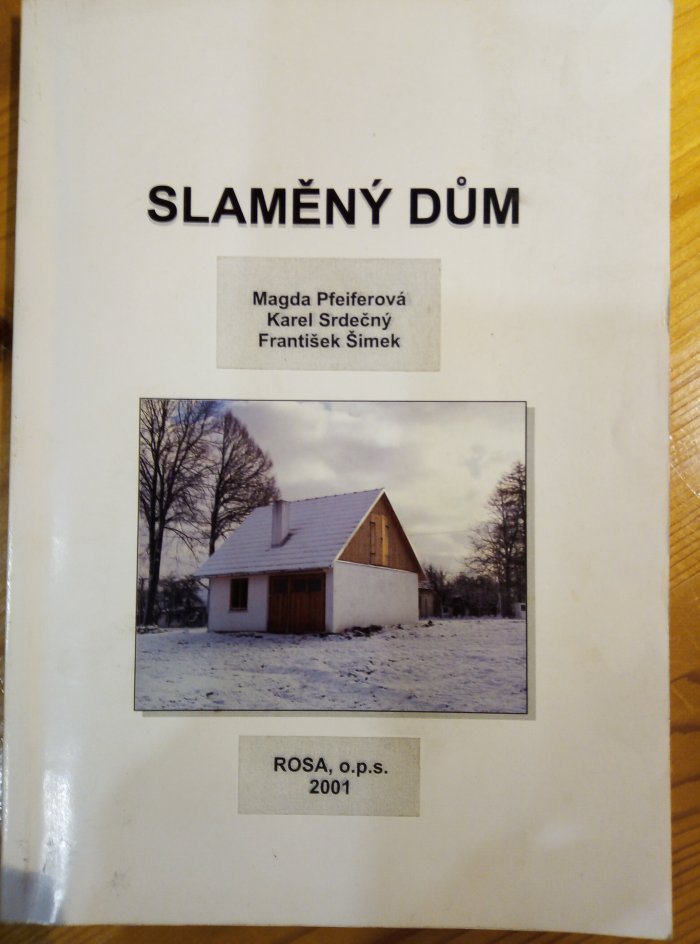 SLAMĚNÝ DŮM
Magda Pfeiferová
Karel Srdečný
František Šimek
ROSA, o.p.s.
2001